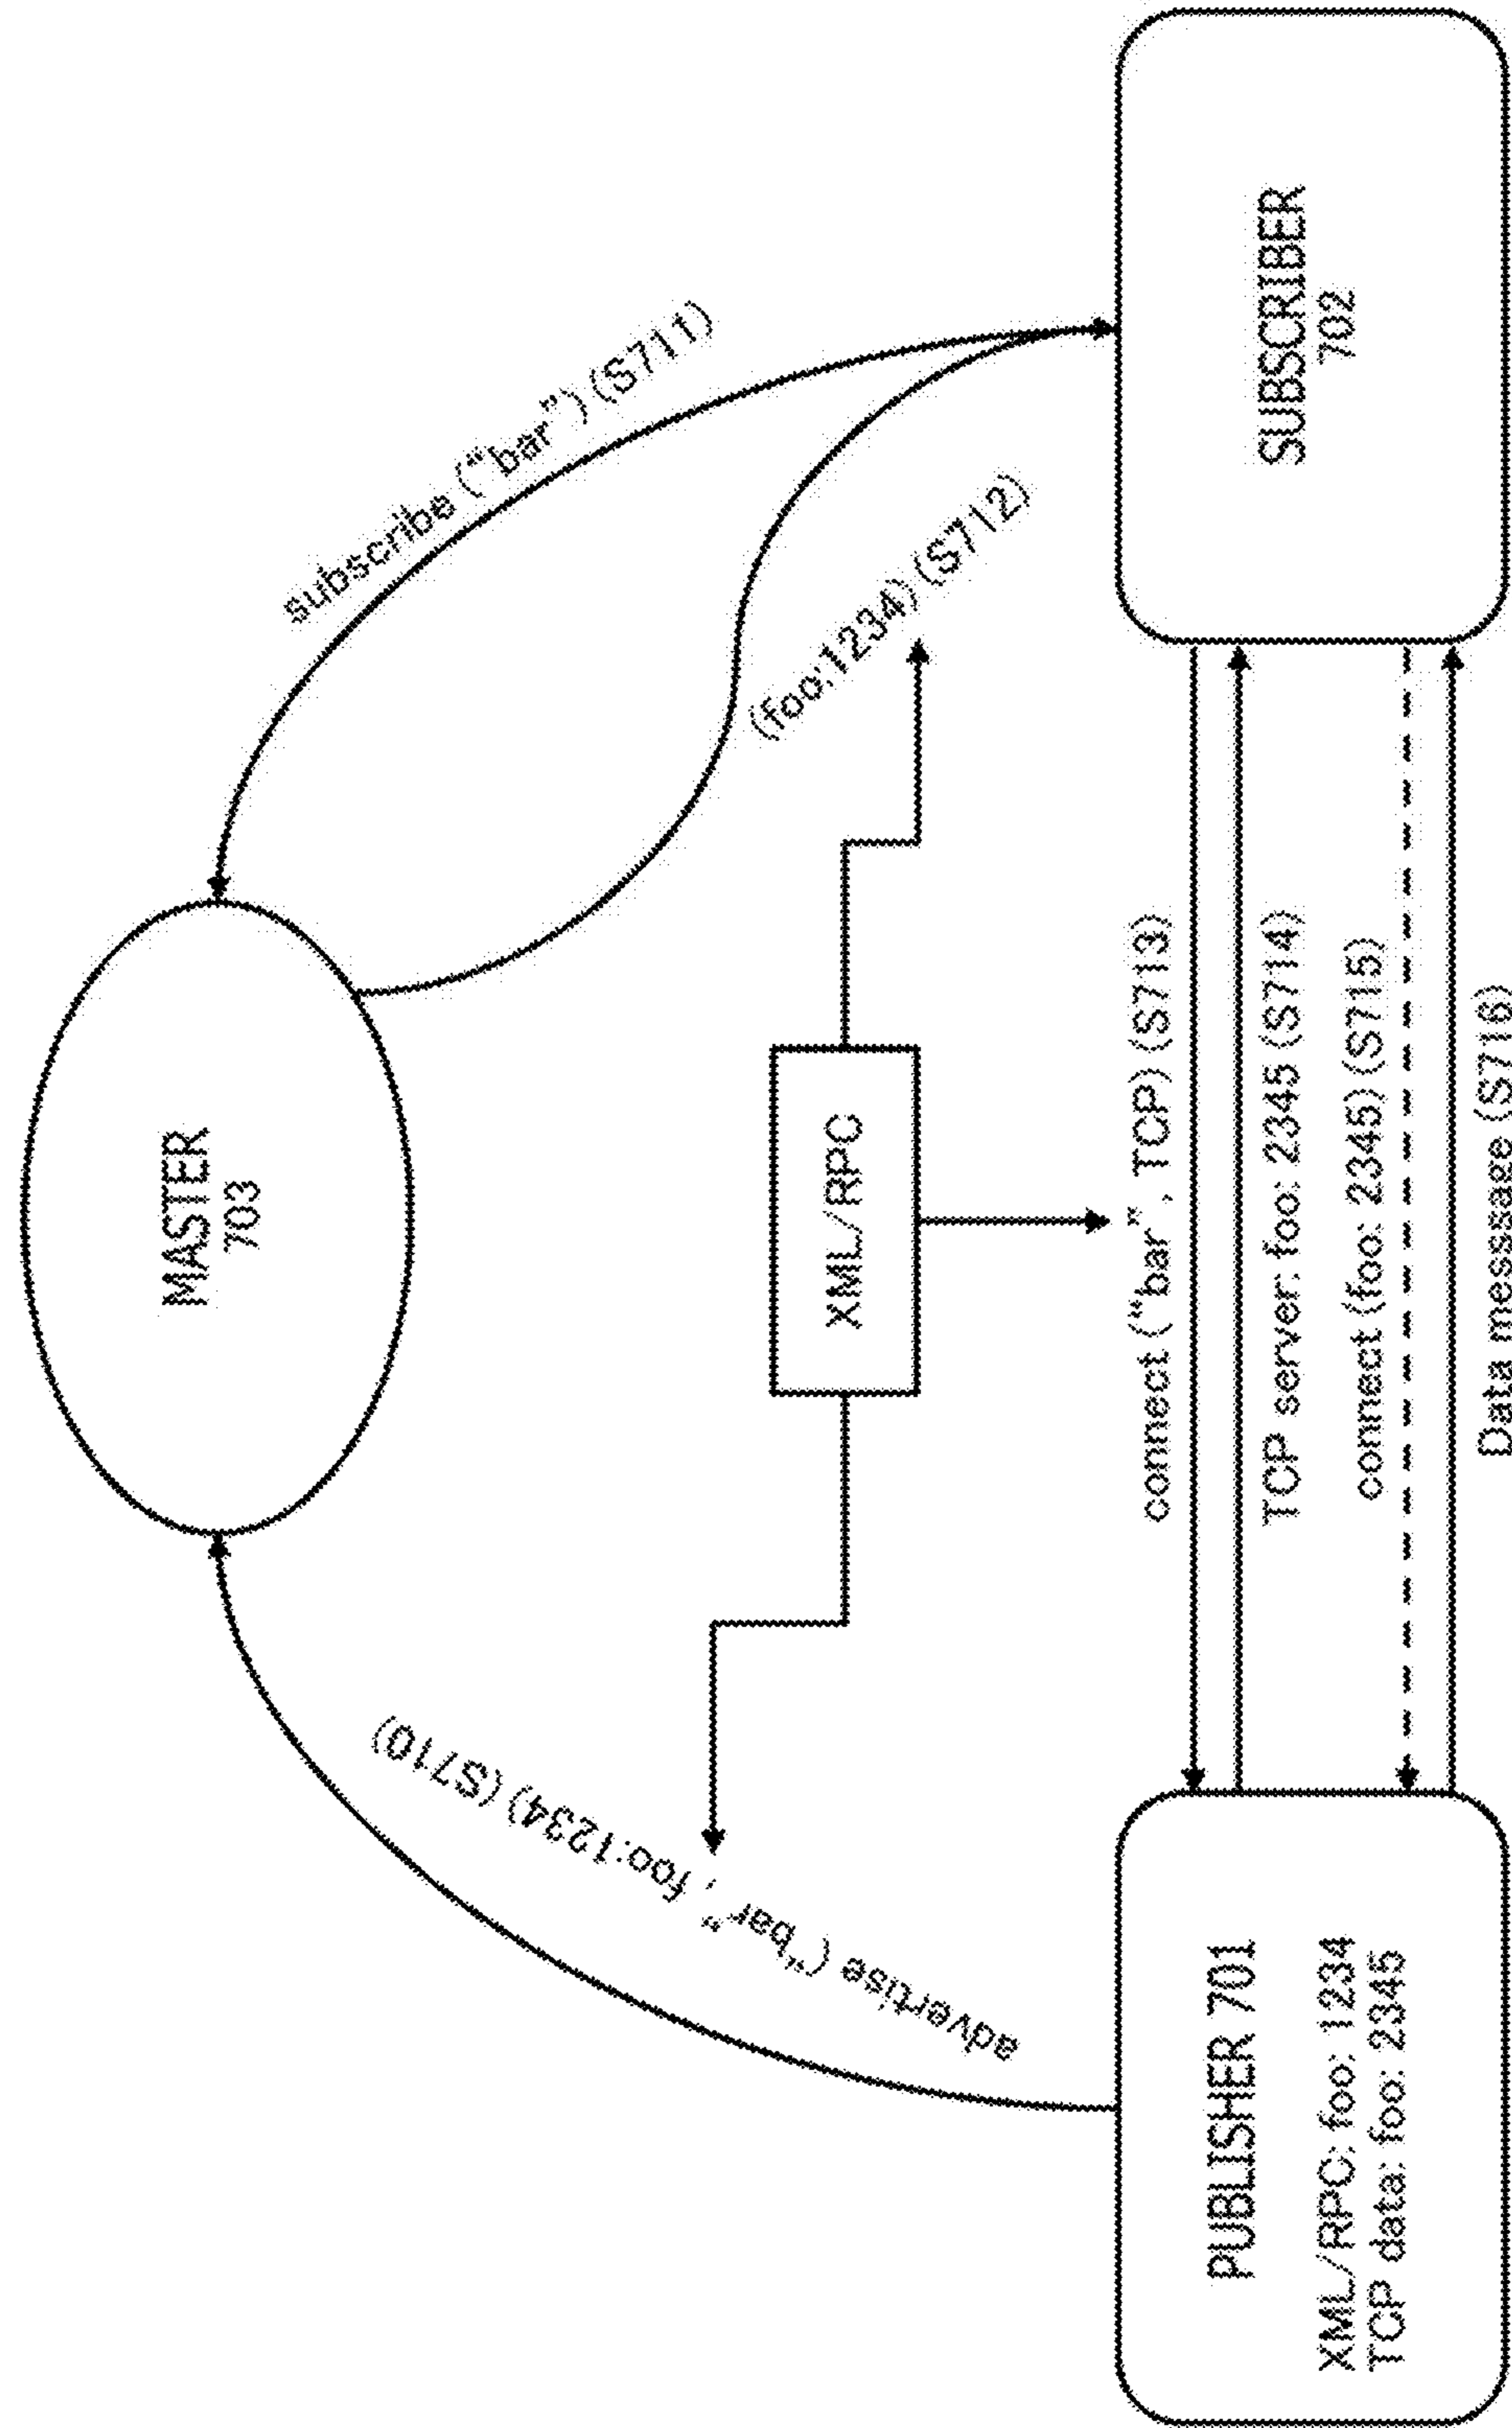 MASTER
703
subscribe (“bar”) (S711)
advertise (“bar”, foo:1234) (S710)
(foo:1234) (S712)
XML/RPC
connect (“bar”, TCP) (S713)
TCP server: foo: 2345 (S714)
connect (foo: 2345) (S715)
Data message (S716)
PUBLISHER 701
XML/RPC: foo: 1234
TCP data: foo: 2345
SUBSCRIBER
702